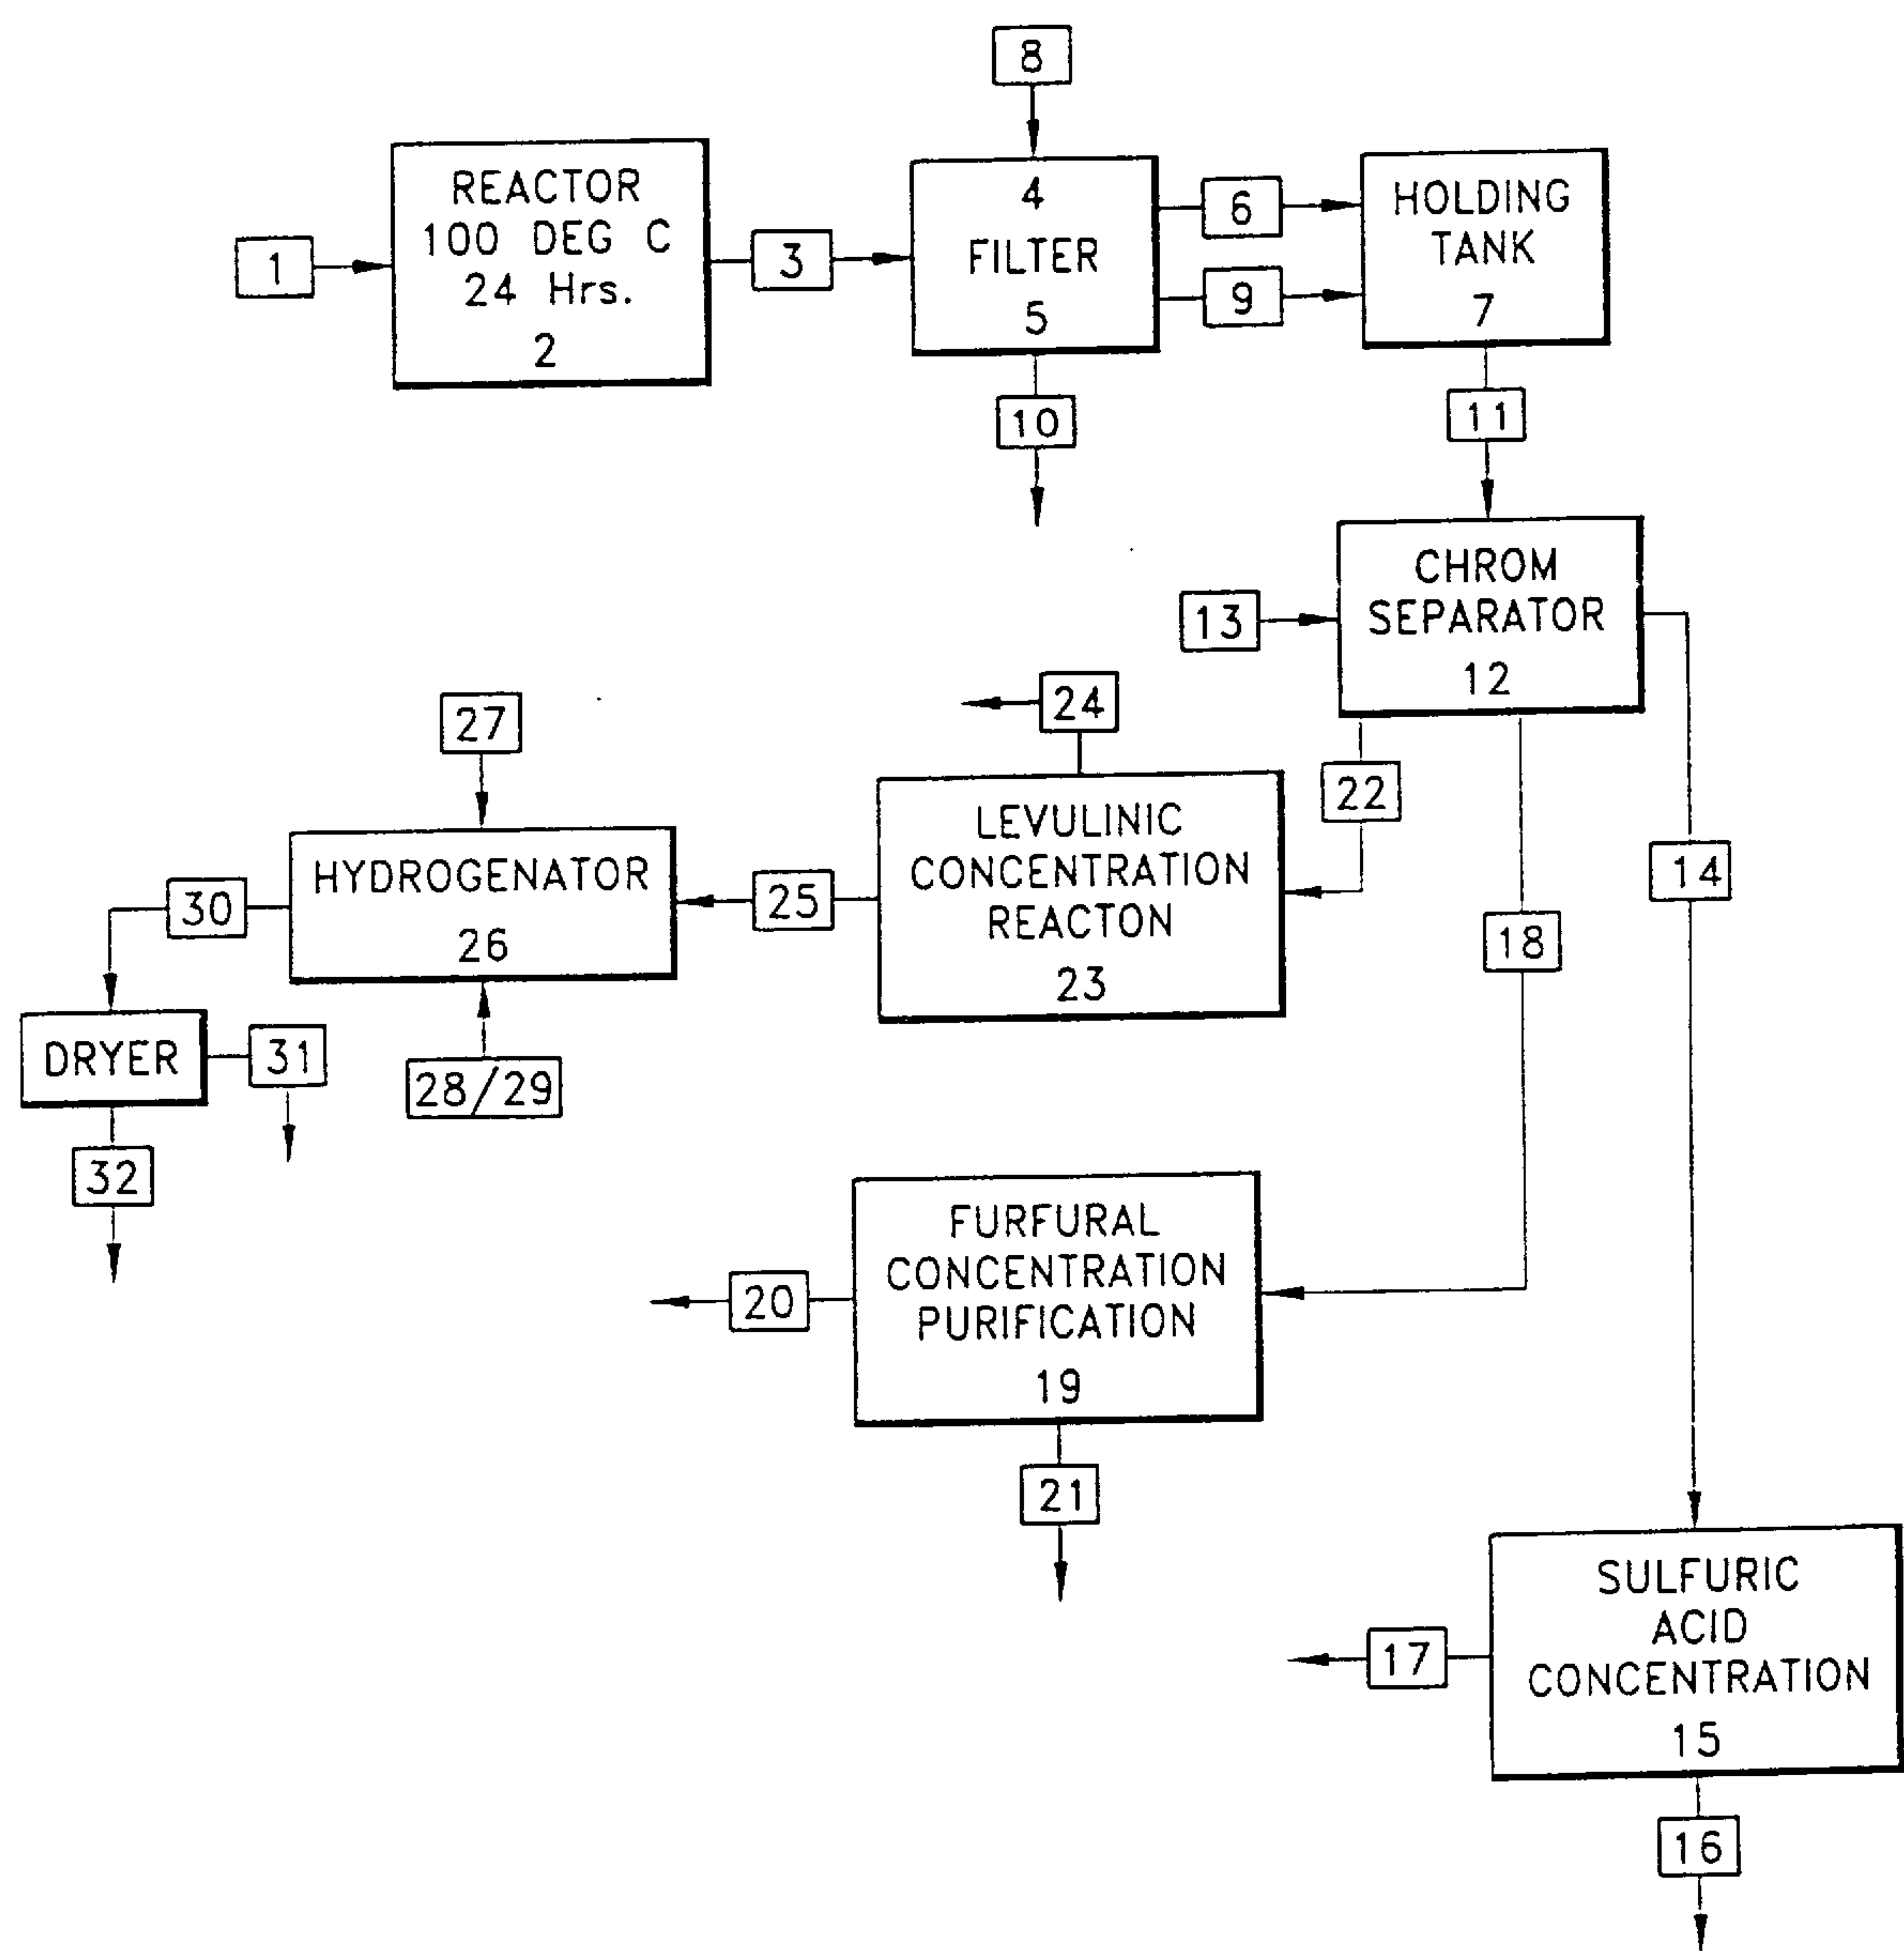 8
REACTOR
100 DEG C
24 Hrs.
2
1
3
4
FILTER
5
6
9
HOLDING
TANK
7
10
11
CHROM
SEPARATOR
12
13
14
22
18
24
LEVULINIC
CONCENTRATION
REACTON
23
25
27
HYDROGENATOR
26
28/29
30
DRYER
31
32
FURFURAL
CONCENTRATION
PURIFICATION
19
20
21
SULFURIC
ACID
CONCENTRATION
15
17
16